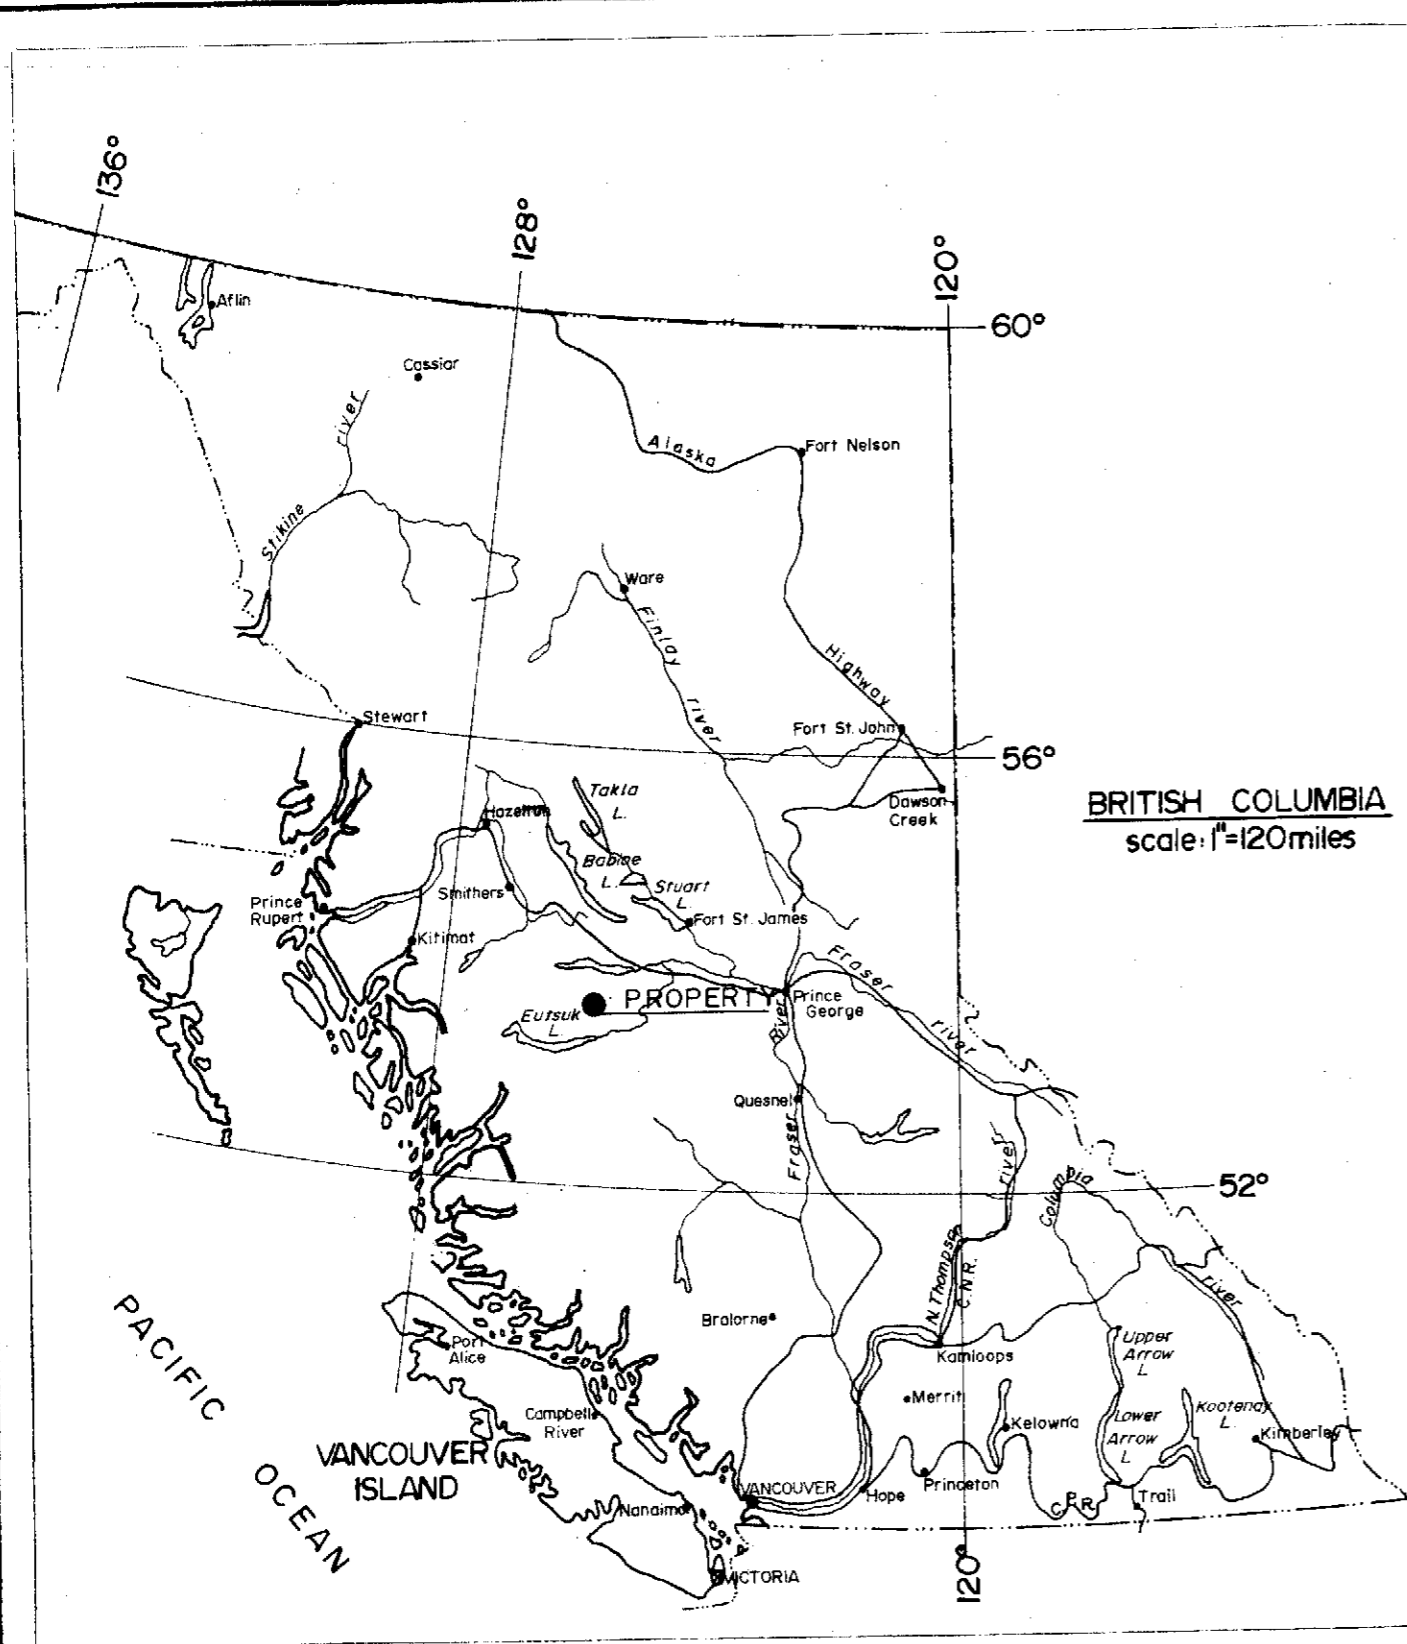 136°
128°
120°
60°
Atlin
Cassiar
river
Stikine
Alaska
Fort Nelson
Ware
Finlay
river
Highway
Stewart
Fort St. John
56°
Takla
L.
Hazelton
Dawson
Creek
BRITISH COLUMBIA
scale: 1"=120miles
Babine
L.
Stuart
L.
Smithers
Prince
Rupert
Fort St. James
Kitimat
Fraser
river
PROPERTY
Prince
George
Eutsuk
L.
River
Quesnel
Fraser
river
Columbia
52°
N. Thompson
C.N.R.
river
PACIFIC
OCEAN
Bralorne
Port
Alice
Kamloops
Upper
Arrow
L
Merritt
Campbell
River
Kelowna
Lower
Arrow
L
Kootenay
L.
Kimberley
VANCOUVER
ISLAND
VANCOUVER
Hope
Princeton
C.P.R.
Trail
Nanaimo
VICTORIA
120°